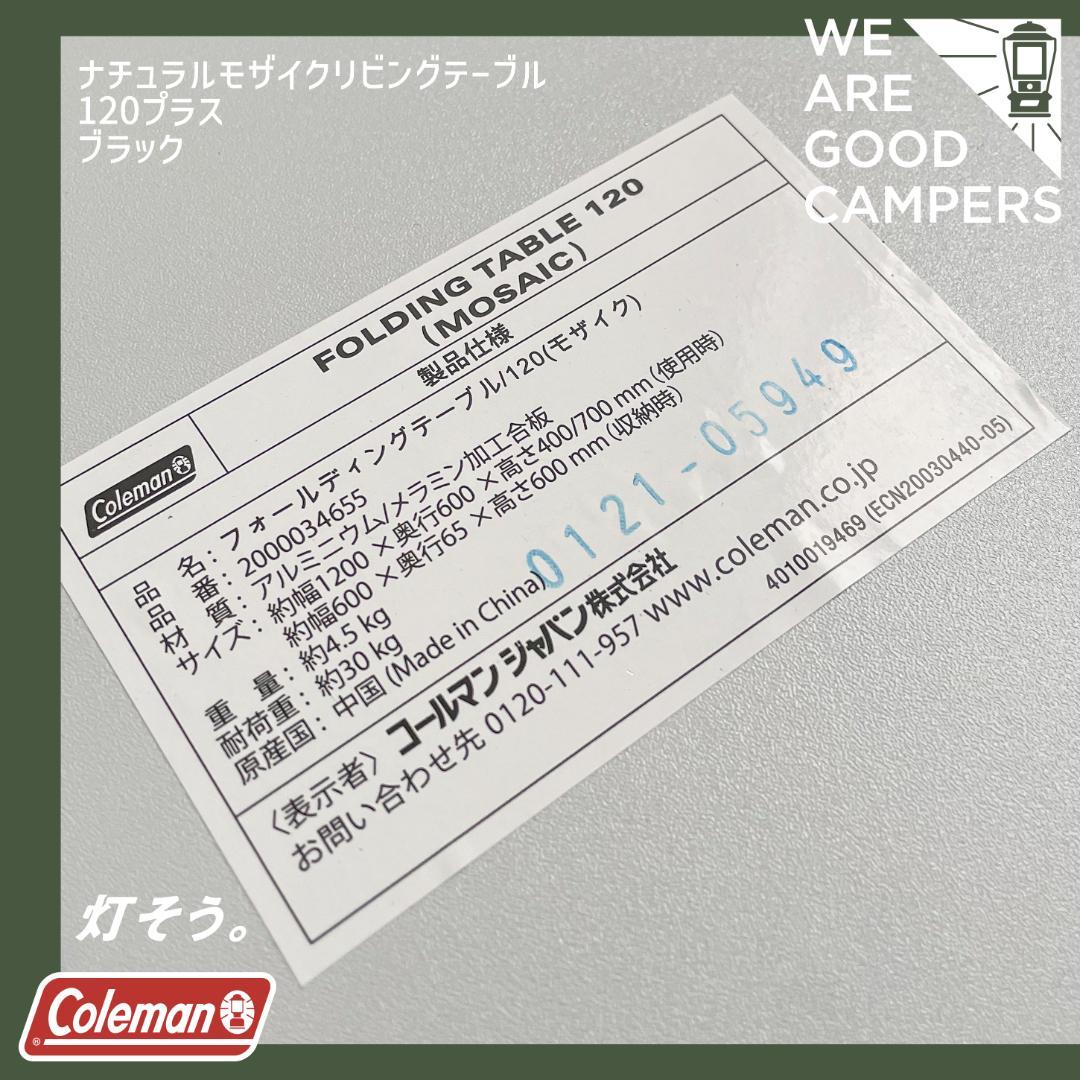 ナチュラルモザイクリビングテーブル
120プラス
ブラック
WE
ARE
GOOD
CAMPERS
FOLDING TABLE 120
(MOSAIC)
製品仕様
Coleman
品 名：フォールディングテーブル/120(モザイク)
品 番：2000034655
材 質：アルミニウム/メラミン加工合板
サイズ：約幅1200 × 奥行600 × 高さ400/700 mm (使用時)
約幅600 × 奥行65 × 高さ600 mm (収納時)
重 量：約4.5 kg
耐荷重：約30 kg
原産国：中国 (Made in China)
0121-05949
〈表示者〉コールマン ジャパン株式会社
お問い合わせ先 0120-111-957 www.coleman.co.jp
4010019469 (ECN20030440-05)
灯そう。
Coleman®